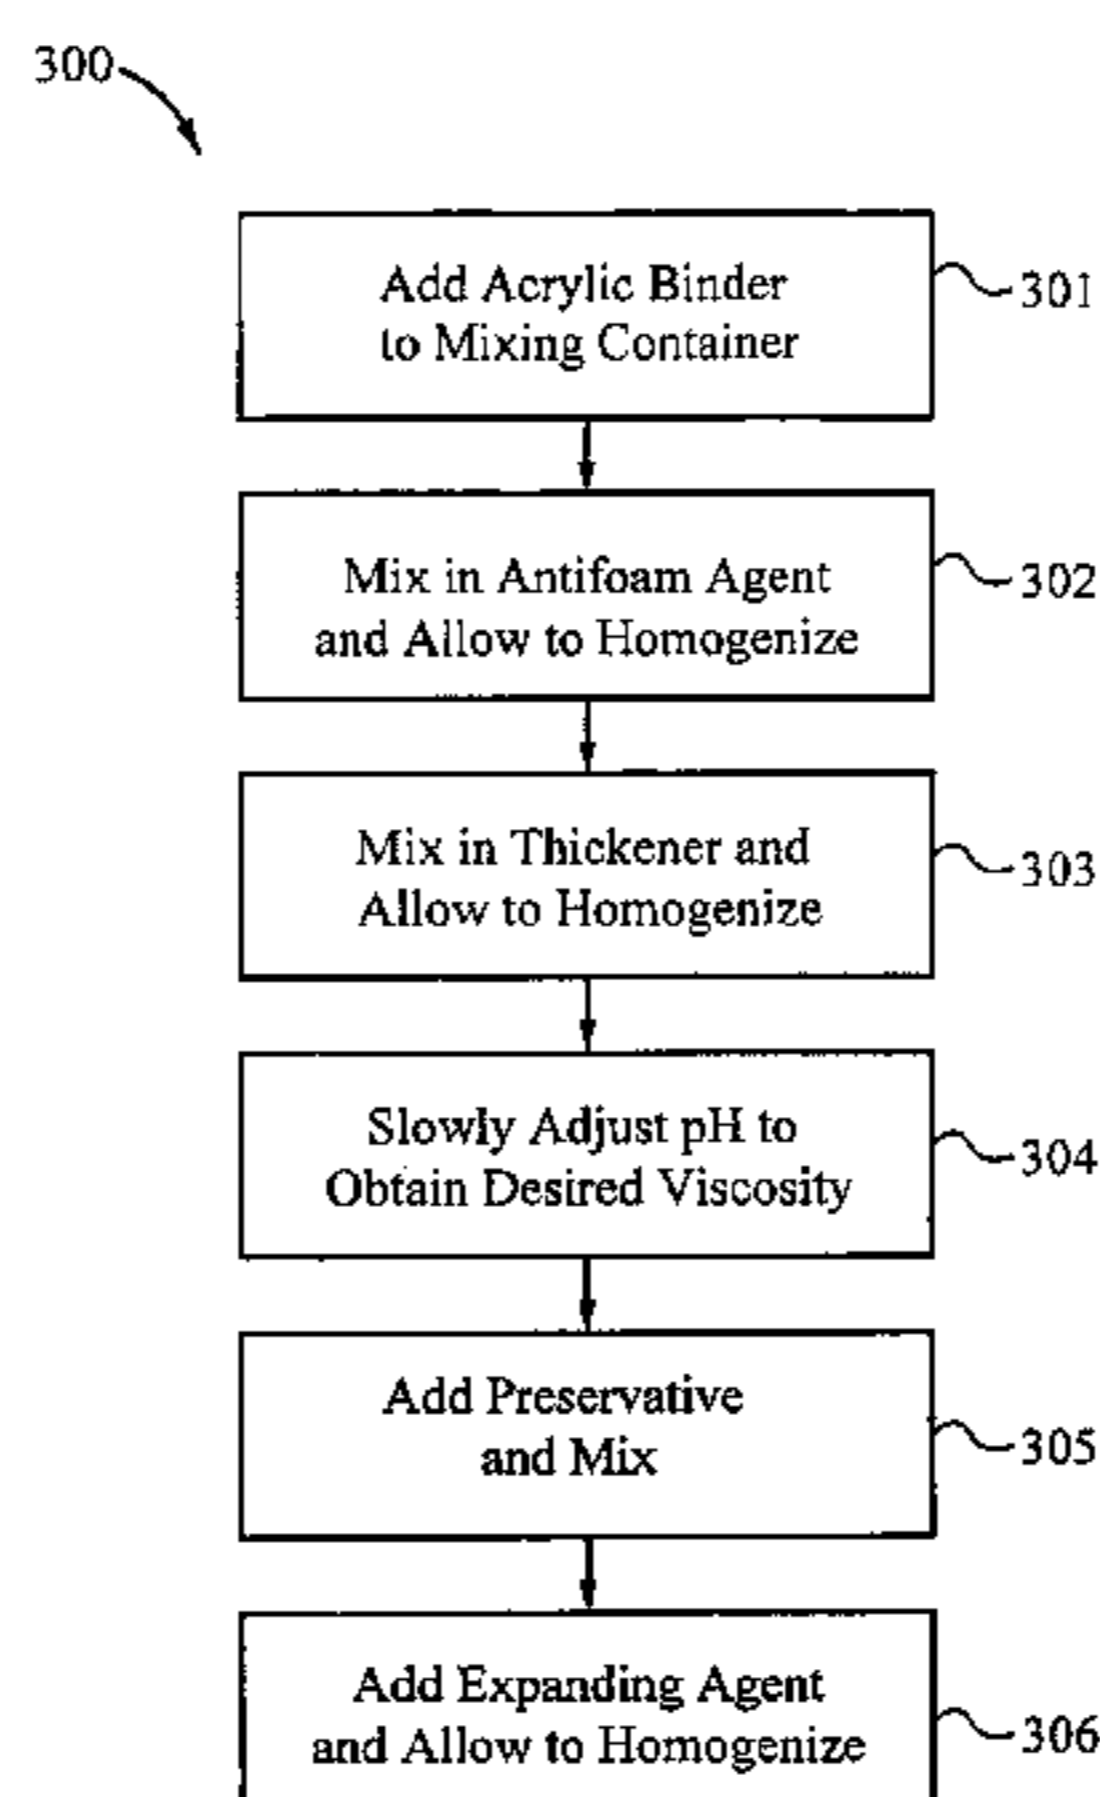 300
Add Acrylic Binder
to Mixing Container
301
Mix in Antifoam Agent
and Allow to Homogenize
302
Mix in Thickener and
Allow to Homogenize
303
Slowly Adjust pH to
Obtain Desired Viscosity
304
Add Preservative
and Mix
305
Add Expanding Agent
and Allow to Homogenize
306